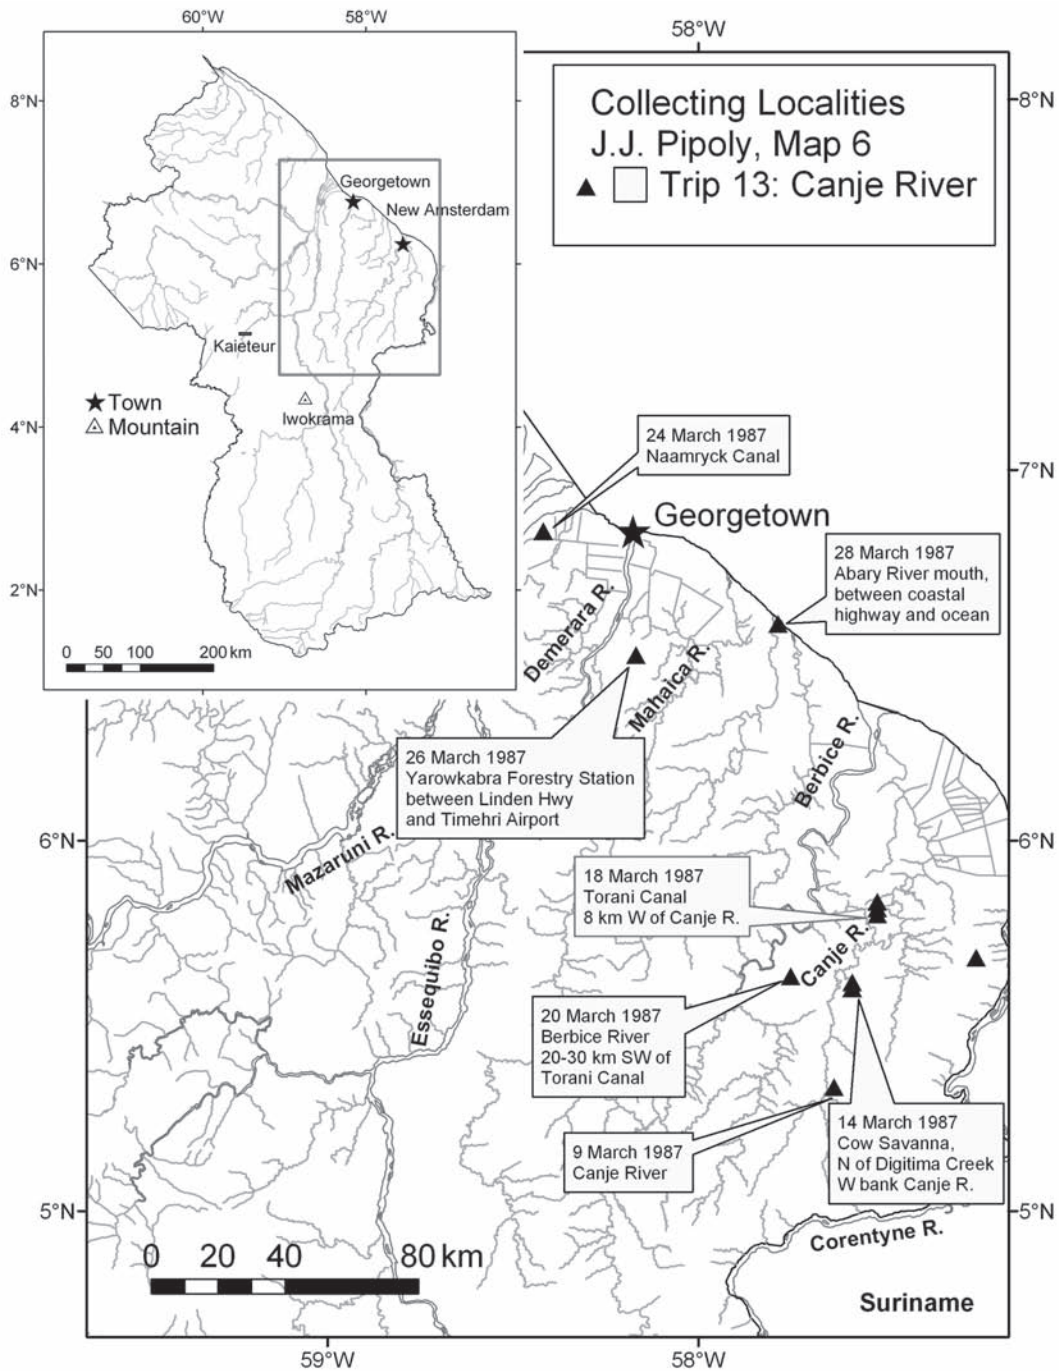 60°W
58°W
8°N
6°N
4°N
2°N
Georgetown
New Amsterdam
Kaieteur
Iwokrama
Town
Mountain
0 50 100 200 km
58°W
Collecting Localities
J.J. Pipoly, Map 6
Trip 13: Canje River
8°N
7°N
6°N
5°N
24 March 1987
Naamryck Canal
Georgetown
28 March 1987
Abary River mouth,
between coastal
highway and ocean
Demerara R.
Mahaica R.
Berbice R.
26 March 1987
Yarowkabra Forestry Station
between Linden Hwy
and Timehri Airport
6°N
Mazaruni R.
18 March 1987
Torani Canal
8 km W of Canje R.
Essequibo R.
Canje R.
20 March 1987
Berbice River
20-30 km SW of
Torani Canal
9 March 1987
Canje River
14 March 1987
Cow Savanna,
N of Digitima Creek
W bank Canje R.
5°N
Corentyne R.
0 20 40 80 km
Suriname
59°W
58°W